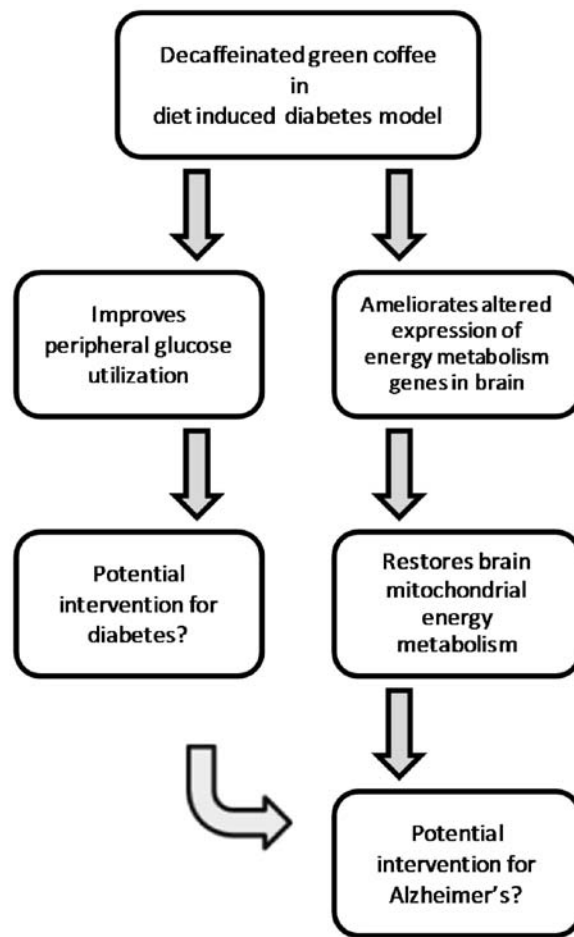 Decaffeinated green coffee
in
diet induced diabetes model
Improves
peripheral glucose
utilization
Ameliorates altered
expression of
energy metabolism
genes in brain
Potential
intervention for
diabetes?
Restores brain
mitochondrial
energy
metabolism
Potential
intervention for
Alzheimer's?